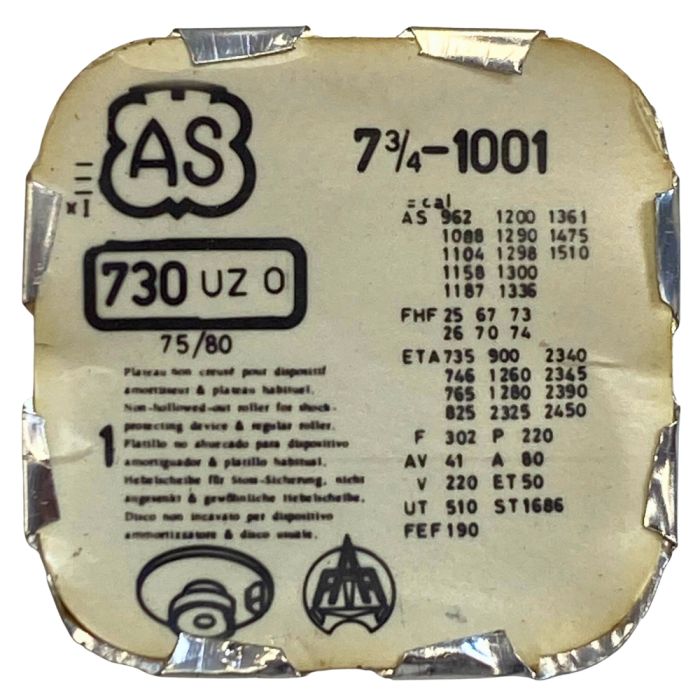 AS
x1
730 UZ O
75/80
1
Plateau non creusé pour dispositif
amortisseur & plateau habituel.
Non-hollowed-out roller for shock-
protecting device & regular roller.
Platillo no ahuecado para dispositivo
amortiguador & platillo habitual.
Hebelscheibe für Stoss-Sicherung, nicht
angesenkt & gewöhnliche Hebelscheibe.
Disco non incavato per dispositivo
ammortizzatore & disco usuale.
7¾-1001
=cal
AS 962 1200 1361
1088 1290 1475
1104 1298 1510
1158 1300
1187 1336
FHF 25 67 73
26 70 74
ETA 735 900 2340
746 1260 2345
765 1280 2390
825 2325 2450
F 302 P 220
AV 41 A 80
V 220 ET 50
UT 510 ST 1686
FEF 190